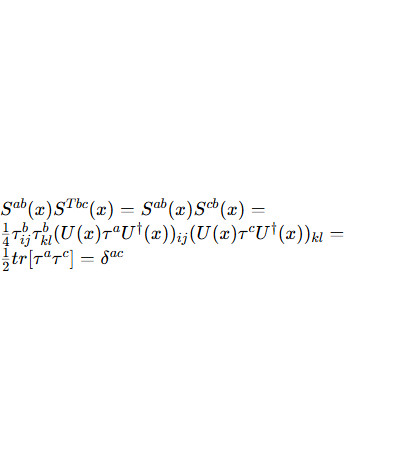 $S^{ab}(x)S^{Tbc}(x) = S^{ab}(x)S^{cb}(x) =$
$\frac{1}{4}\tau^b_{ij}\tau^b_{kl}(U(x)\tau^a U^\dagger(x))_{ij}(U(x)\tau^c U^\dagger(x))_{kl} =$
$\frac{1}{2}tr[\tau^a\tau^c] = \delta^{ac}$